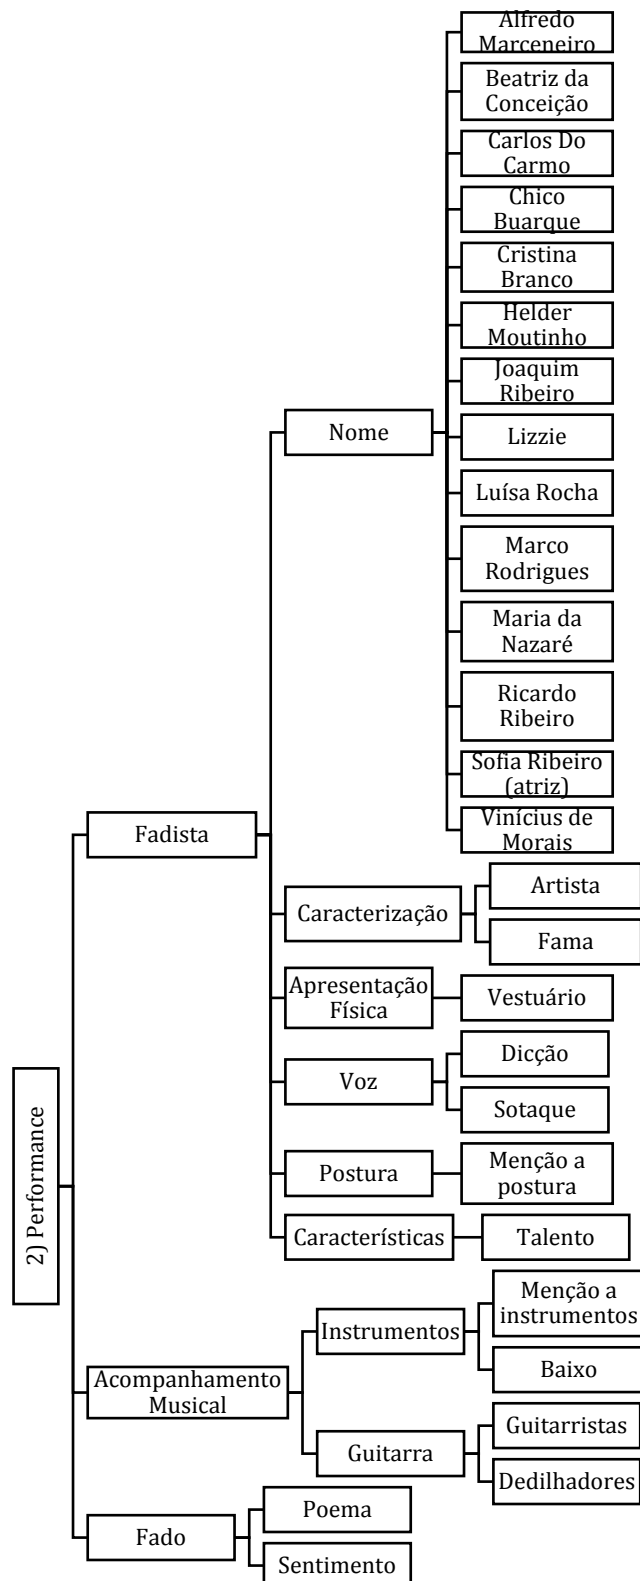 Alfredo
Marceneiro
Beatriz da
Conceição
Carlos Do
Carmo
Chico
Buarque
Cristina
Branco
Helder
Moutinho
Joaquim
Ribeiro
Nome
Lizzie
Luísa Rocha
Marco
Rodrigues
Maria da
Nazaré
Ricardo
Ribeiro
Sofia Ribeiro
(atriz)
Vinícius de
Morais
Fadista
Caracterização
Artista
Fama
Apresentação
Física
Vestuário
Voz
Dicção
Sotaque
2) Performance
Postura
Menção a
postura
Características
Talento
Acompanhamento
Musical
Instrumentos
Menção a
instrumentos
Baixo
Guitarra
Guitarristas
Dedilhadores
Fado
Poema
Sentimento